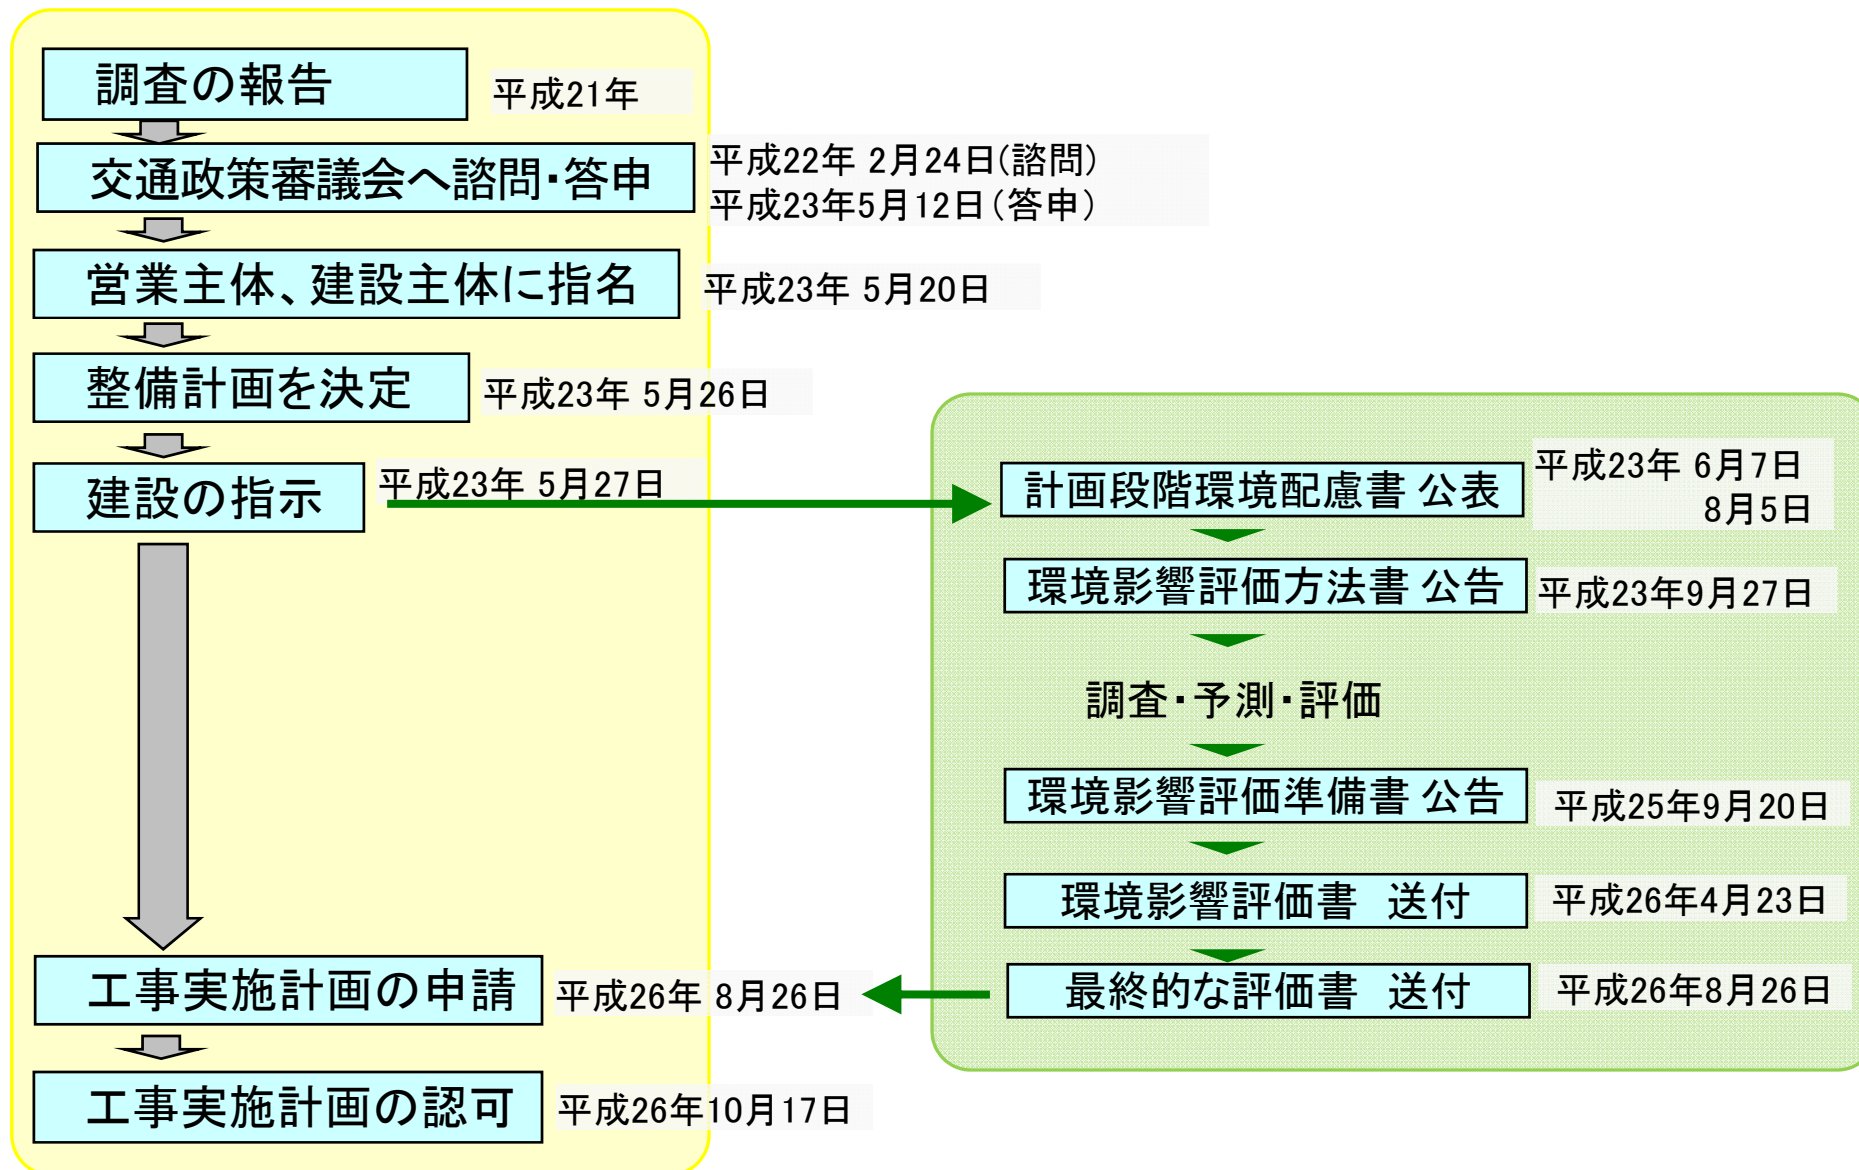 調査の報告
平成21年
交通政策審議会へ諮問・答申
平成22年 2月24日(諮問)
平成23年5月12日(答申)
営業主体、建設主体に指名
平成23年 5月20日
整備計画を決定
平成23年 5月26日
建設の指示
平成23年 5月27日
計画段階環境配慮書 公表
平成23年 6月7日
8月5日
環境影響評価方法書 公告
平成23年9月27日
調査・予測・評価
環境影響評価準備書 公告
平成25年9月20日
環境影響評価書 送付
平成26年4月23日
最終的な評価書 送付
平成26年8月26日
工事実施計画の申請
平成26年 8月26日
工事実施計画の認可
平成26年10月17日